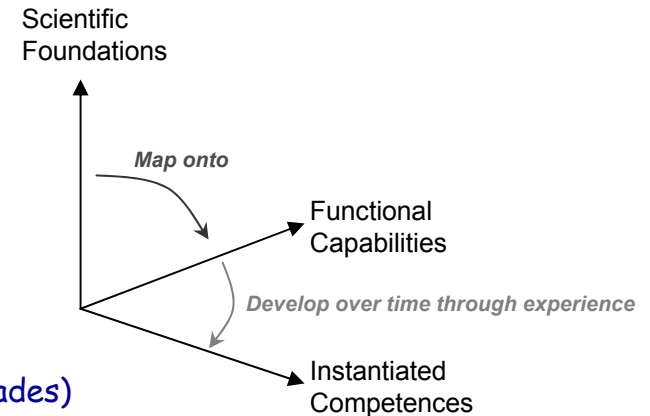 Scientific
Foundations
Map onto
Functional
Capabilities
Develop over time through experience
Instantiated
Competences
ades)